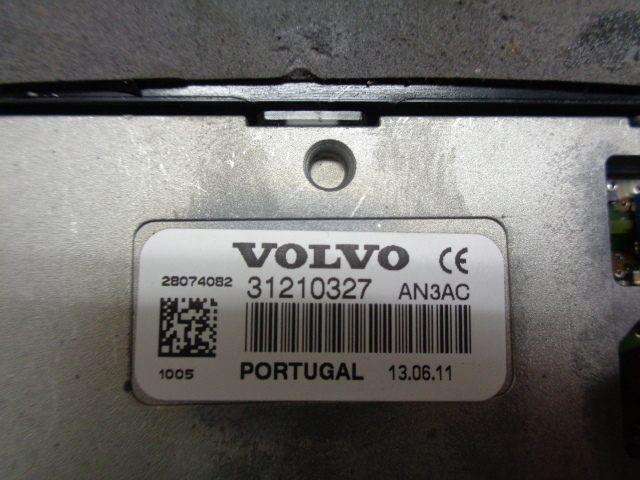 VOLVO CE
28074082 31210327 AN3AC
1005 PORTUGAL 13.06.11